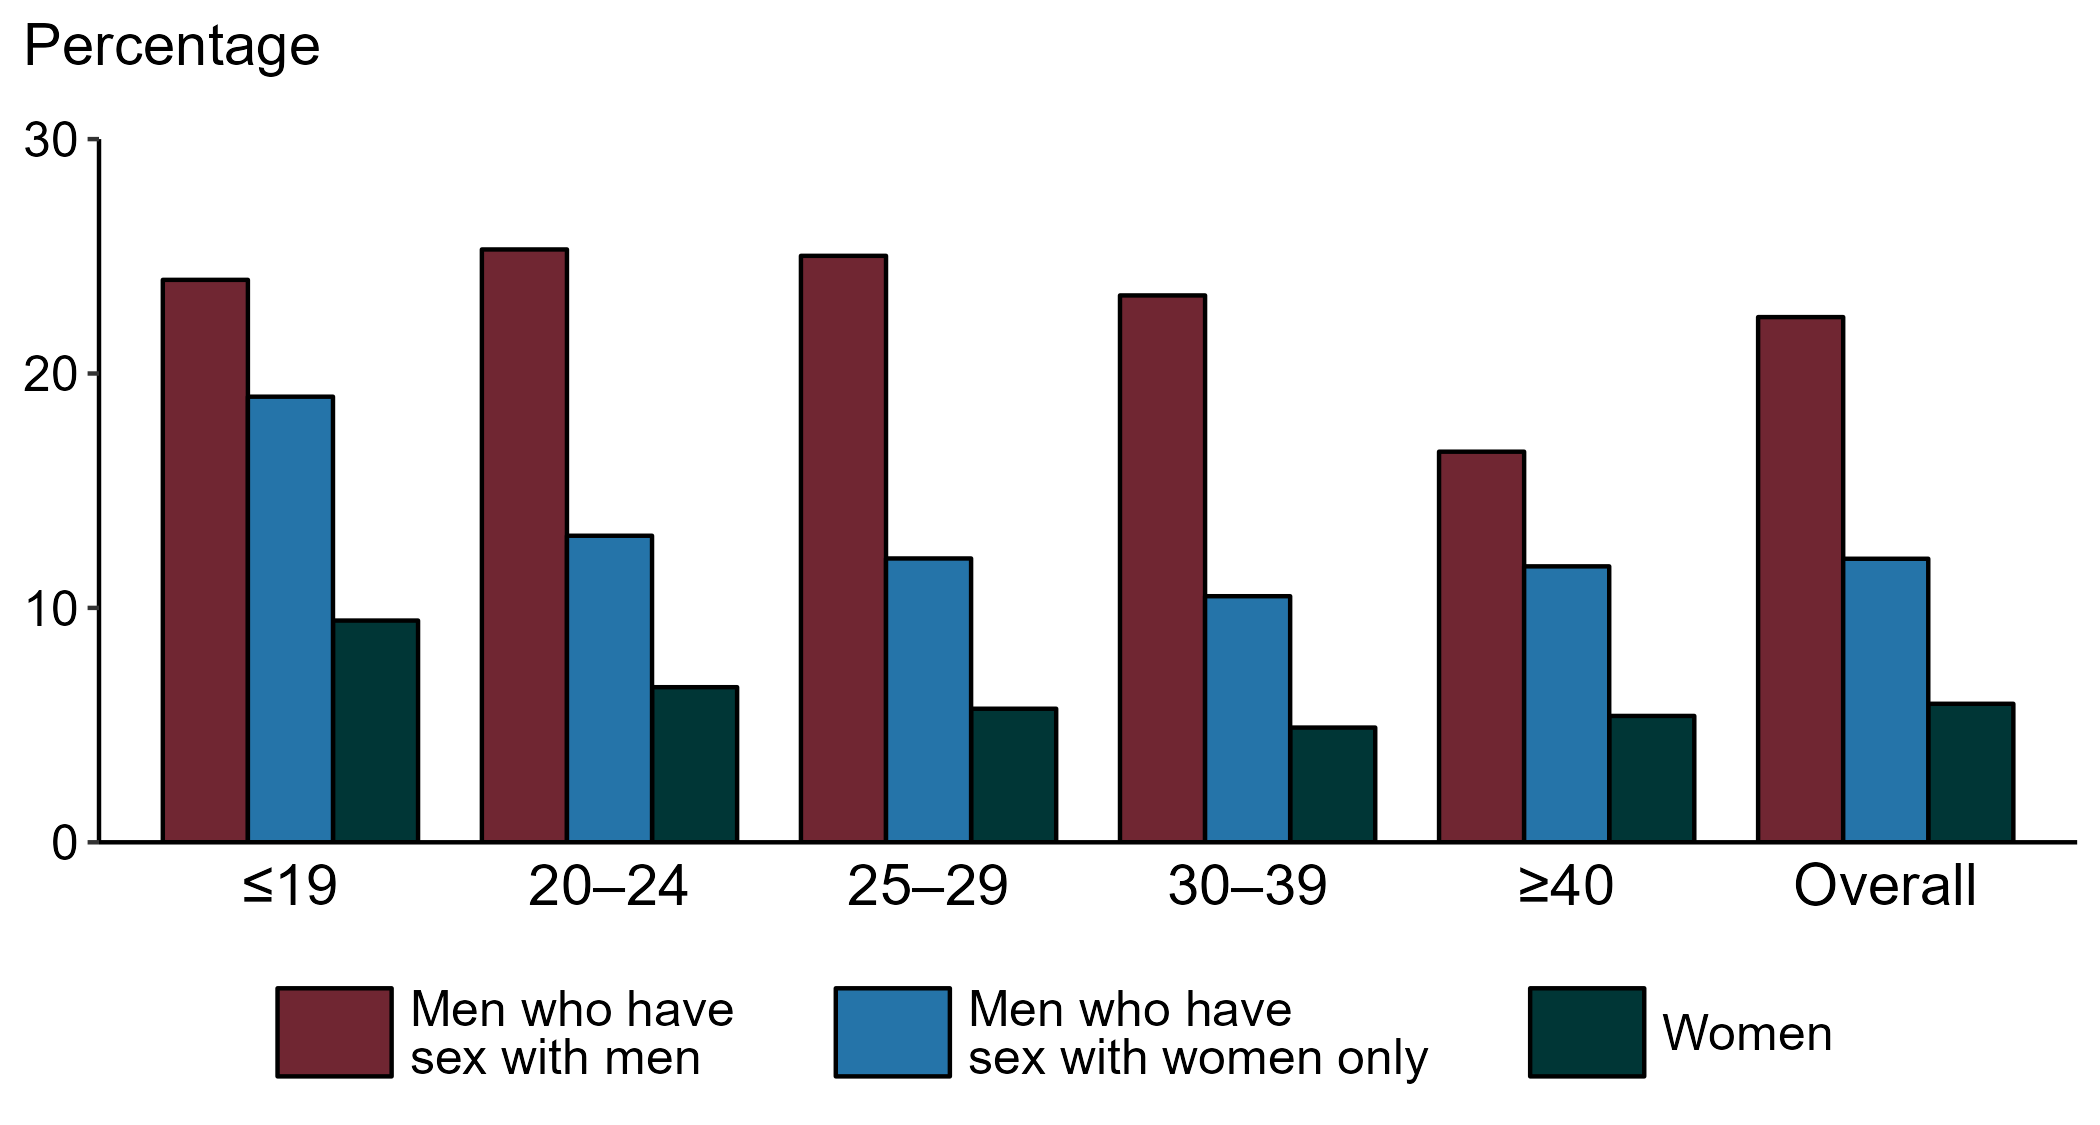 Percentage
30
20
10
0
≤19
20–24
25–29
30–39
≥40
Overall
Men who have
sex with men
Men who have
sex with women only
Women